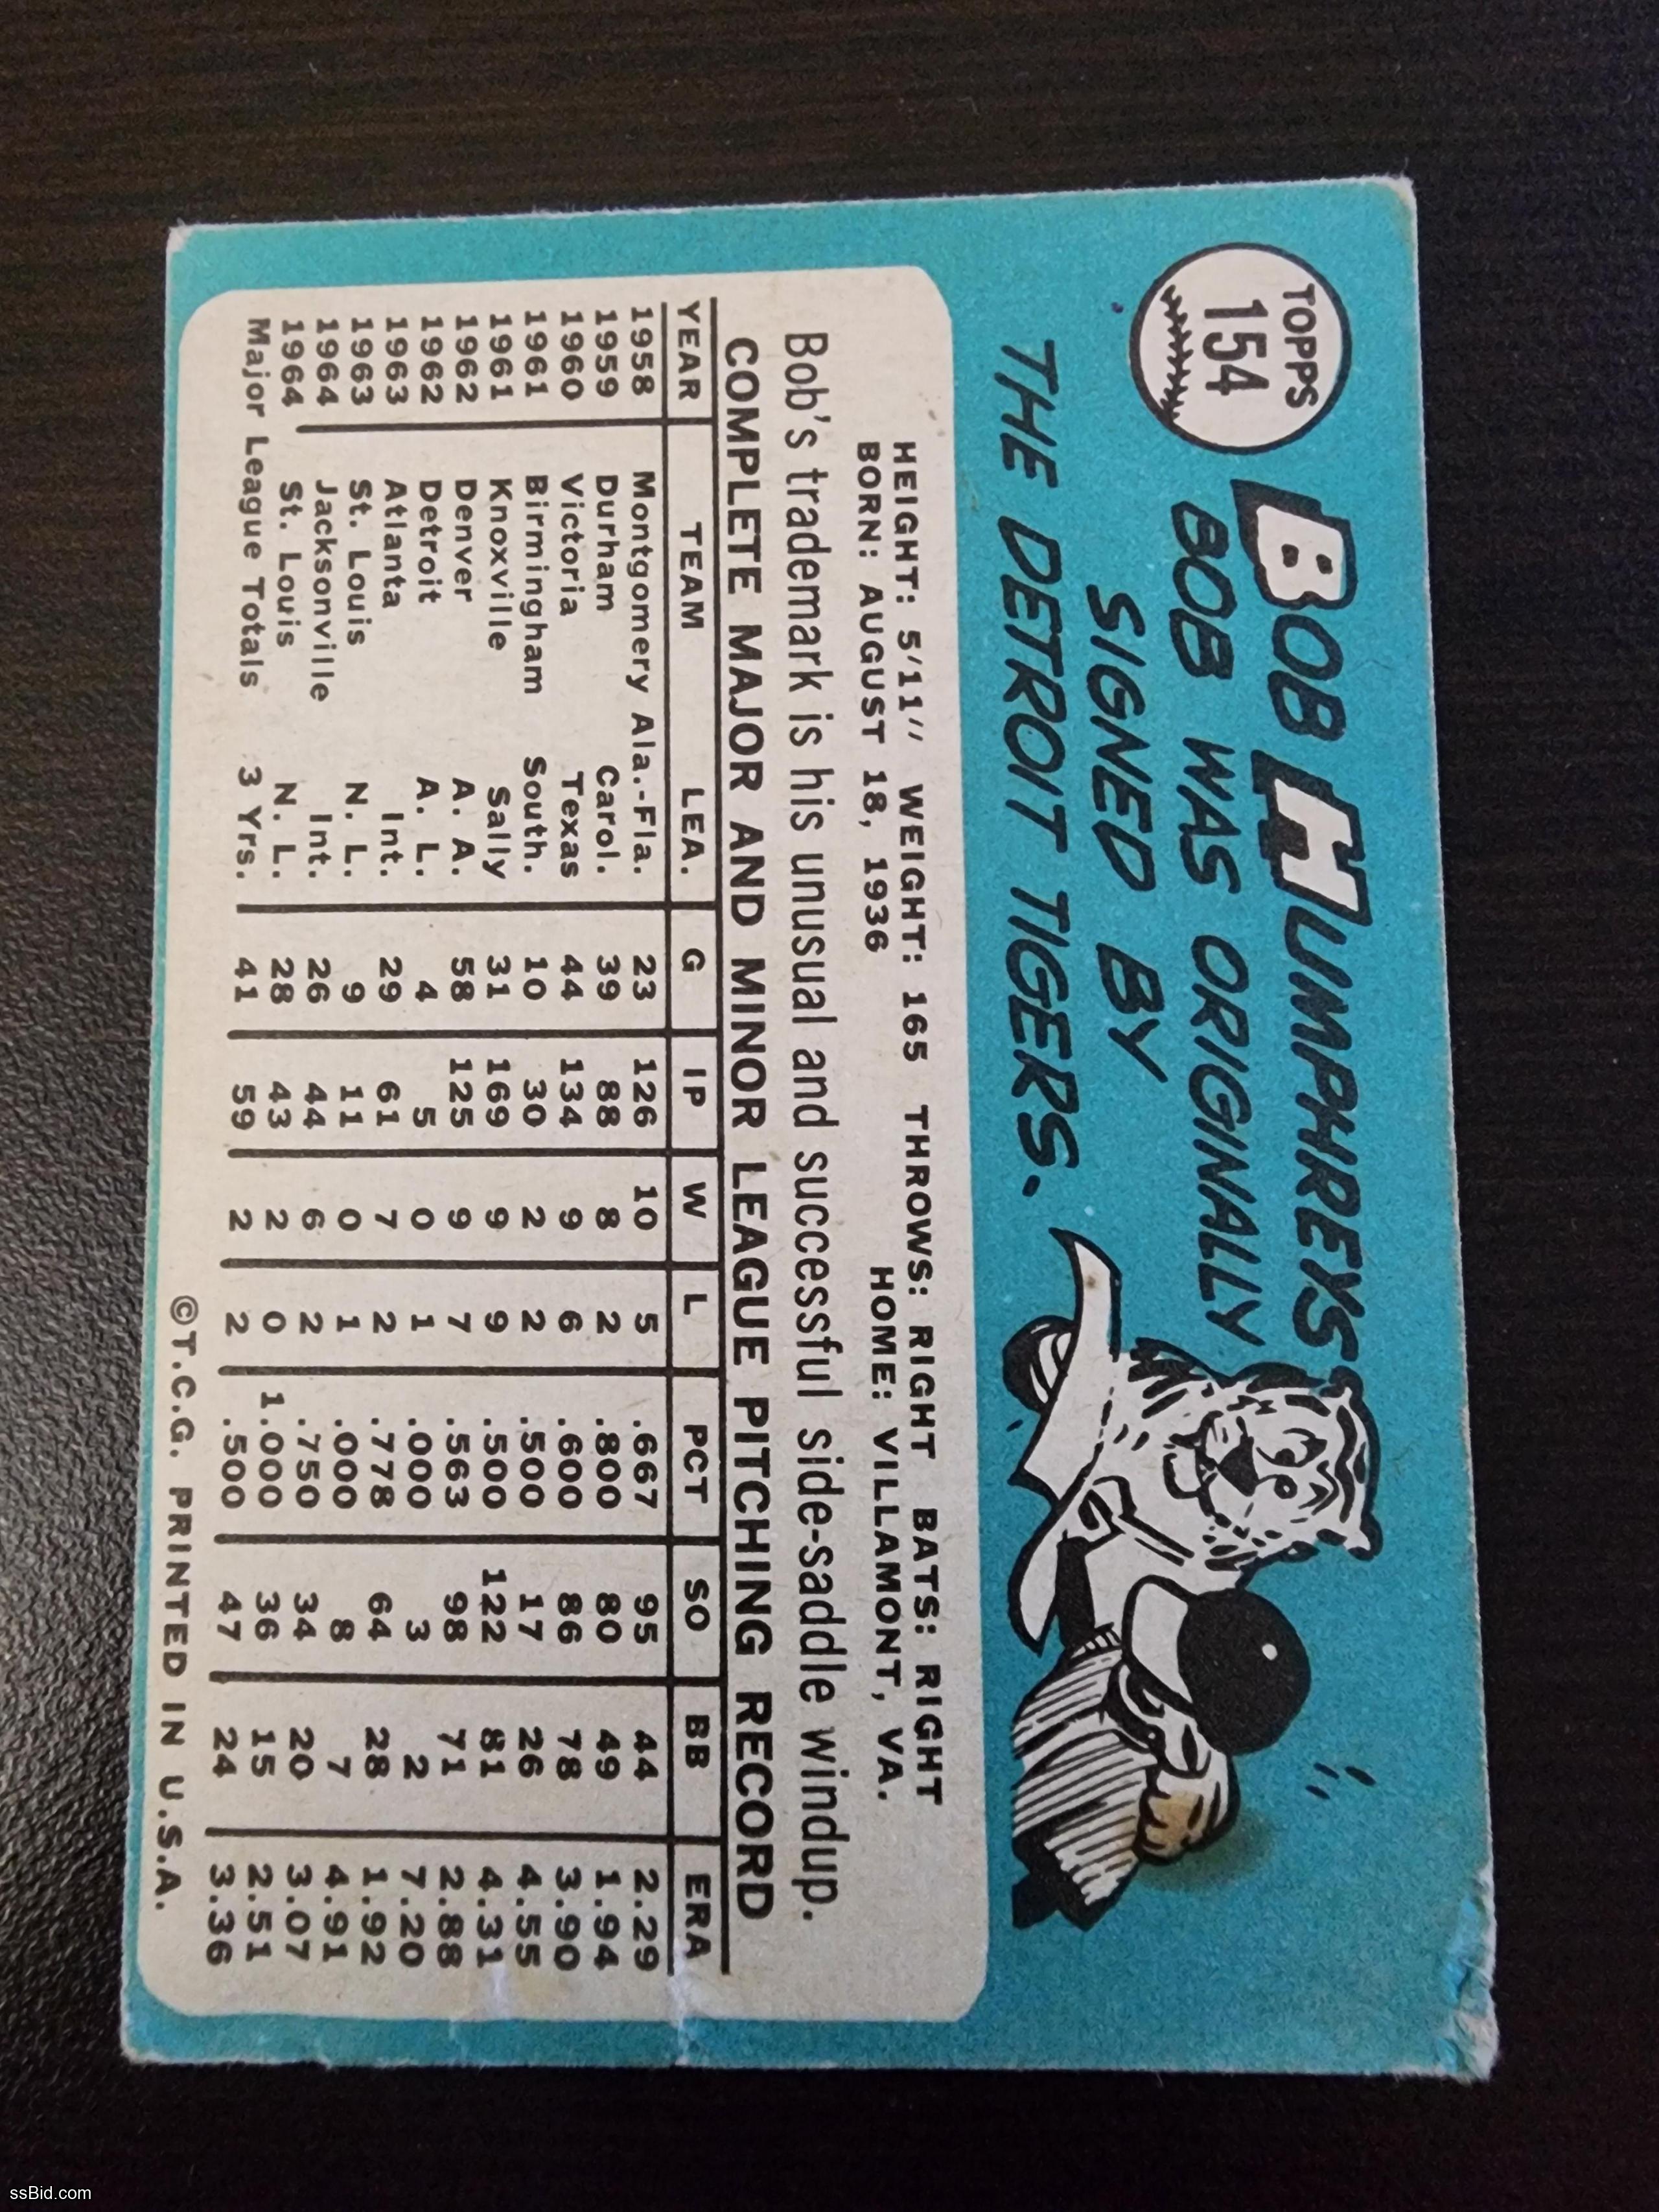 TOPPS
154
BOB HUMPHREYS
BOB WAS ORIGINALLY
SIGNED BY
THE DETROIT TIGERS.
HEIGHT: 5'11" WEIGHT: 165 THROWS: RIGHT BATS: RIGHT
BORN: AUGUST 18, 1936 HOME: VILLAMONT, VA.
Bob's trademark is his unusual and successful side-saddle windup.
COMPLETE MAJOR AND MINOR LEAGUE PITCHING RECORD
YEAR TEAM LEA. G IP W L PCT SO BB ERA
1958 Montgomery Ala.-Fla. 23 126 10 5 .667 95 44 2.29
1959 Durham Carol. 39 88 8 2 .800 80 49 1.94
1960 Victoria Texas 44 134 9 6 .600 86 78 3.90
1961 Birmingham South. 10 30 2 2 .500 17 26 4.55
1961 Knoxville Sally 31 169 9 9 .500 122 81 4.31
1962 Denver A. A. 58 125 9 7 .563 98 71 2.88
1962 Detroit A. L. 4 5 0 1 .000 3 2 7.20
1963 Atlanta Int. 29 61 7 2 .778 64 28 1.92
1963 St. Louis N. L. 9 11 0 1 .000 8 7 4.91
1964 Jacksonville Int. 26 44 6 2 .750 34 20 3.07
1964 St. Louis N. L. 28 43 2 0 1.000 36 15 2.51
Major League Totals 3 Yrs. 41 59 2 2 .500 47 24 3.36
©T.C.G. PRINTED IN U.S.A.
ssBid.com